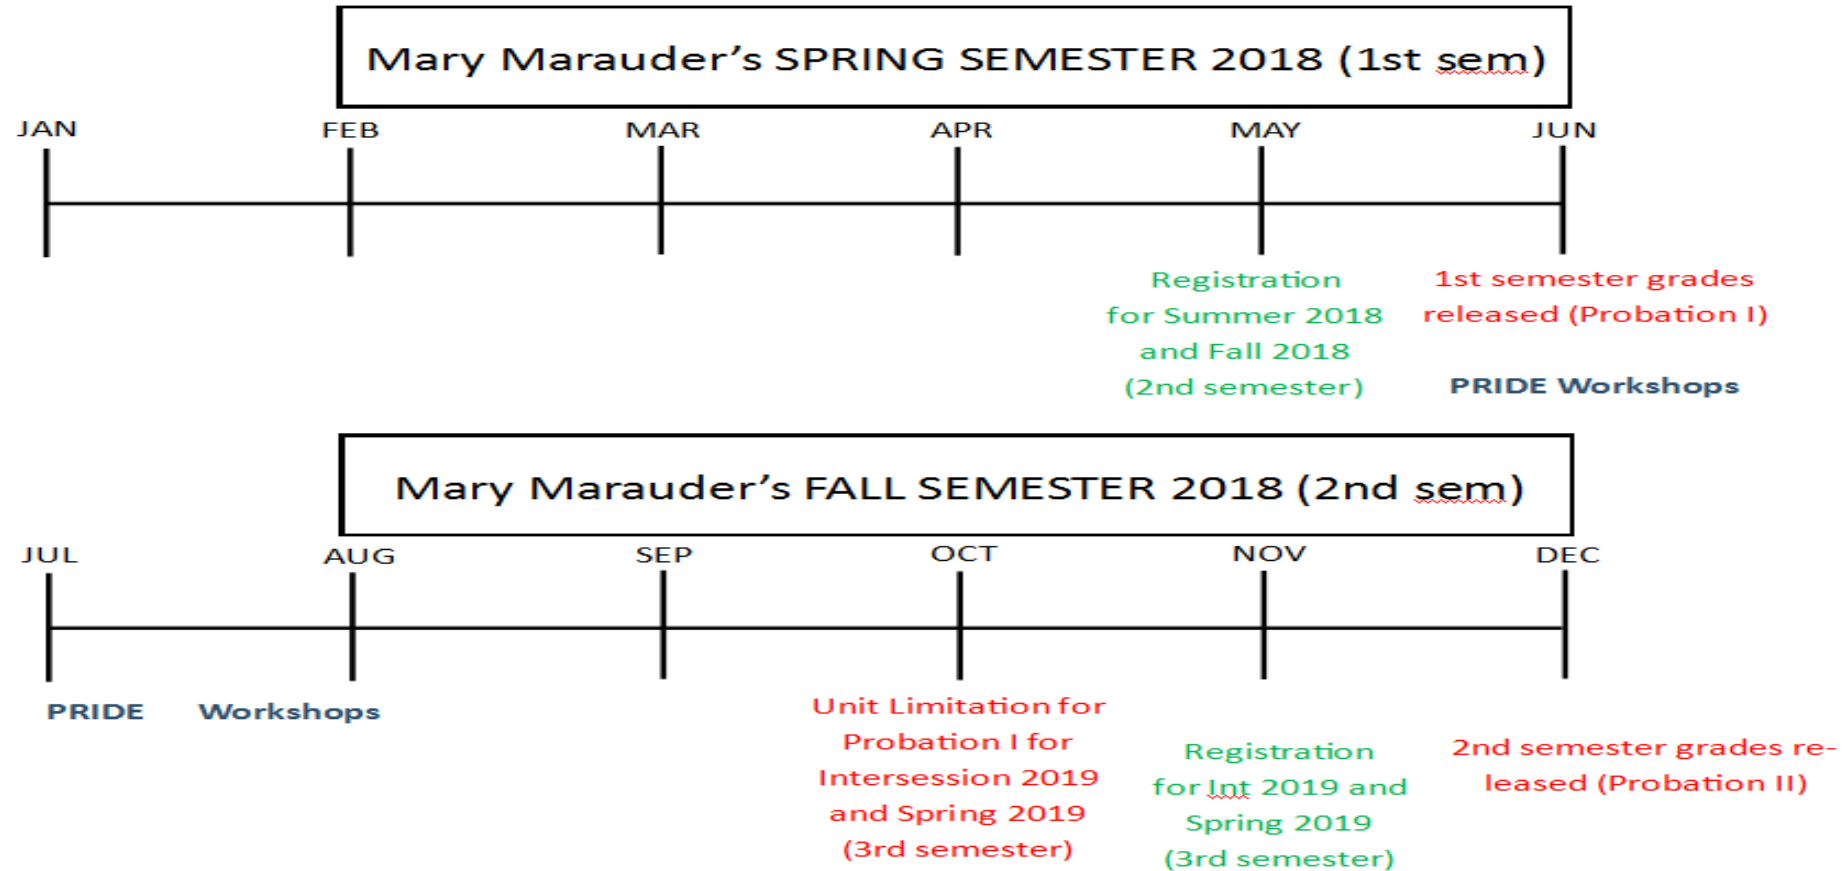 Mary Marauder’s SPRING SEMESTER 2018 (1st sem)
JAN FEB MAR APR MAY JUN
Registration
for Summer 2018
and Fall 2018
(2nd semester)
1st semester grades
released (Probation I)
PRIDE Workshops
Mary Marauder’s FALL SEMESTER 2018 (2nd sem)
JUL AUG SEP OCT NOV DEC
PRIDE Workshops
Unit Limitation for
Probation I for
Intersession 2019
and Spring 2019
(3rd semester)
Registration
for Int 2019 and
Spring 2019
(3rd semester)
2nd semester grades re-
leased (Probation II)